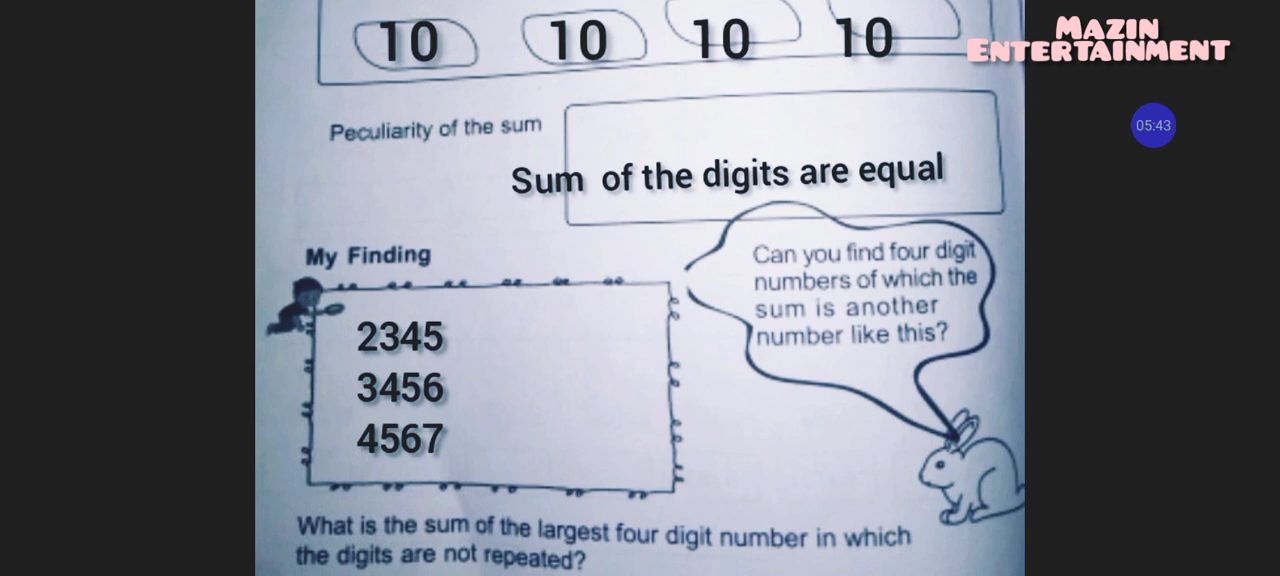 10 10 10 10
MAZIN
ENTERTAINMENT
05:43
Peculiarity of the sum
Sum of the digits are equal
My Finding
Can you find four digit
numbers of which the
sum is another
number like this?
2345
3456
4567
What is the sum of the largest four digit number in which
the digits are not repeated?